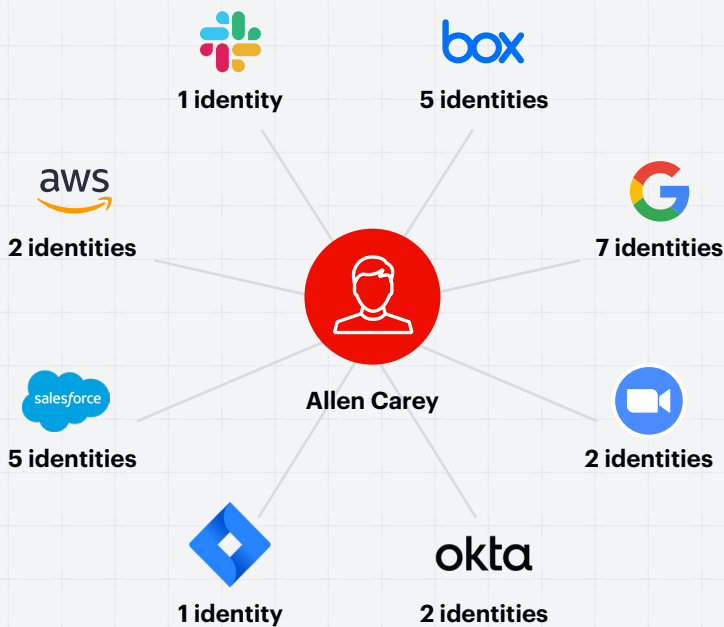 box
1 identity
5 identities
aws
2 identities
7 identities
salesforce
Allen Carey
5 identities
2 identities
okta
1 identity
2 identities